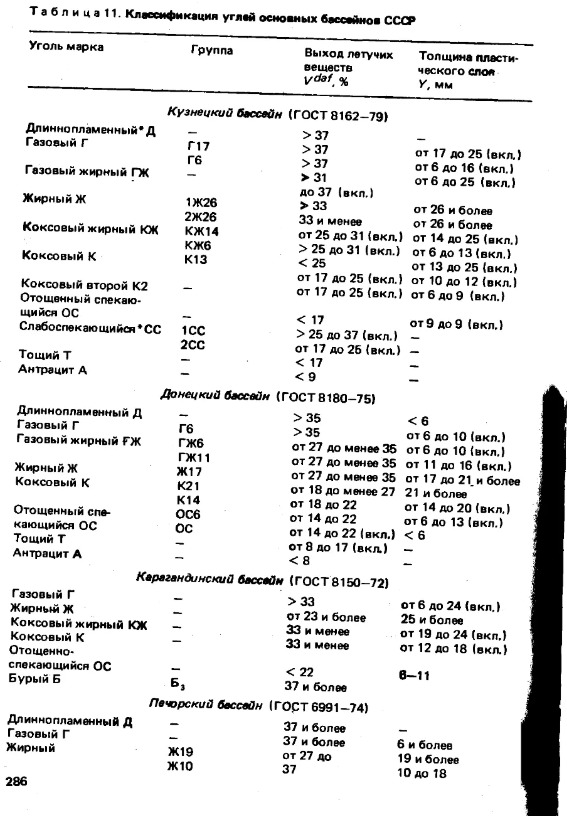 Таблица 11. Классификация углей основных бассейнов СССР
Уголь марка Группа Выход летучих веществ V^daf, % Толщина пластического слоя Y, мм
Кузнецкий бассейн (ГОСТ 8162–79)
Длиннопламенный*Д — > 37 —
Газовый Г Г17 > 37 от 17 до 25 (вкл.)
Г6 > 37 от 6 до 16 (вкл.)
Газовый жирный ГЖ — > 31 от 6 до 25 (вкл.)
до 37 (вкл.)
Жирный Ж 1Ж26 > 33 от 26 и более
2Ж26 33 и менее от 26 и более
Коксовый жирный КЖ КЖ14 от 25 до 31 (вкл.) от 14 до 25 (вкл.)
КЖ6 > 25 до 31 (вкл.) от 6 до 13 (вкл.)
Коксовый К К13 < 25 от 13 до 25 (вкл.)
от 17 до 25 (вкл.) от 10 до 12 (вкл.)
Коксовый второй К2 — от 17 до 25 (вкл.) от 6 до 9 (вкл.)
Отощенный спекаю-
щийся ОС — < 17 от 9 до 9 (вкл.)
Слабоспекающийся*СС 1СС > 25 до 37 (вкл.) —
2СС от 17 до 25 (вкл.) —
Тощий Т — < 17 —
Антрацит А — < 9 —
Донецкий бассейн (ГОСТ 8180–75)
Длиннопламенный Д — > 35 < 6
Газовый Г Г6 > 35 от 6 до 10 (вкл.)
Газовый жирный ГЖ ГЖ6 от 27 до менее 35 от 6 до 10 (вкл.)
ГЖ11 от 27 до менее 35 от 11 до 16 (вкл.)
Жирный Ж Ж17 от 27 до менее 35 от 17 до 21 и более
Коксовый К К21 от 18 до менее 27 21 и более
К14 от 18 до 22 от 14 до 20 (вкл.)
Отощенный спе- ОС6 от 14 до 22 от 6 до 13 (вкл.)
кающийся ОС ОС от 14 до 22 (вкл.) < 6
Тощий Т — от 8 до 17 (вкл.) —
Антрацит А — < 8 —
Карагандинский бассейн (ГОСТ 8150–72)
Газовый Г — > 33 от 6 до 24 (вкл.)
Жирный Ж — от 23 и более 25 и более
Коксовый жирный КЖ — 33 и менее от 19 до 24 (вкл.)
Коксовый К — 33 и менее от 12 до 18 (вкл.)
Отощенно-
спекающийся ОС — < 22 6–11
Бурый Б Б₃ 37 и более
Печорский бассейн (ГОСТ 6991–74)
Длиннопламенный Д — 37 и более —
Газовый Г — 37 и более 6 и более
Жирный Ж19 от 27 до 19 и более
Ж10 37 10 до 18
286